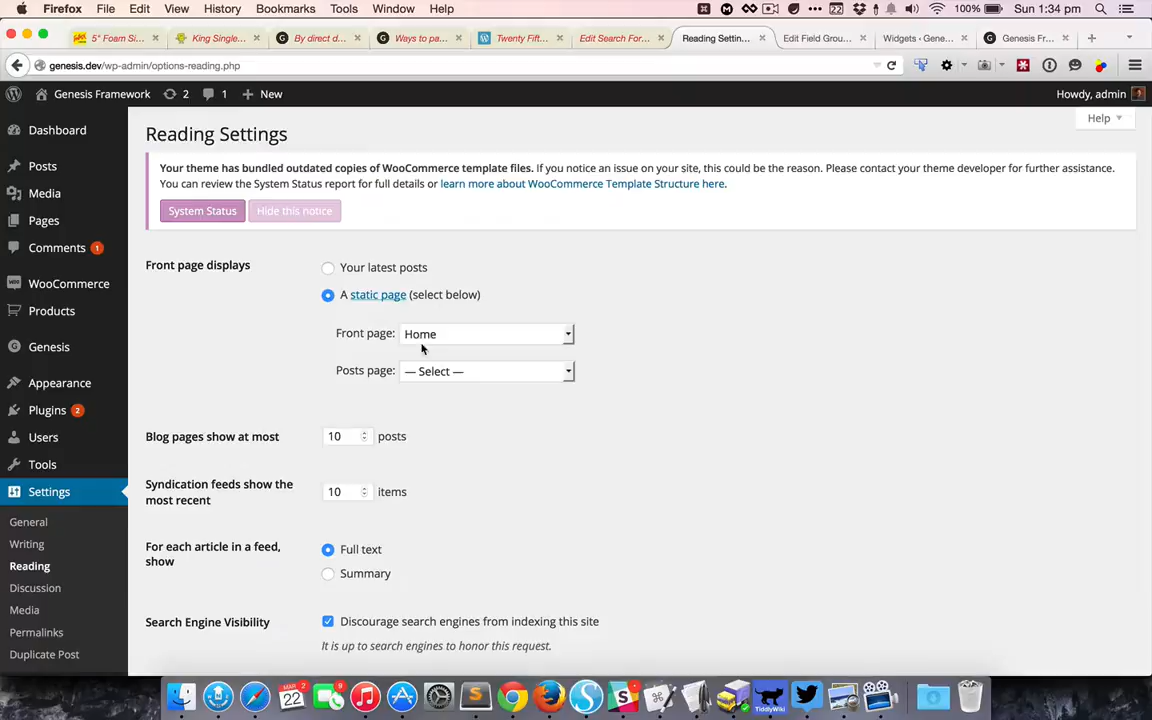 Firefox File Edit View History Bookmarks Tools Window Help 100% Sun 1:34 pm
5" Foam Si... King Single... By direct d... Ways to pa... Twenty Fift... Edit Search For... Reading Settin... Edit Field Grou... Widgets ‹ Gene... Genesis Fr...
genesis.dev/wp-admin/options-reading.php
Genesis Framework 2 1 New Howdy, admin
Help
Dashboard
Posts
Media
Pages
Comments 1
WooCommerce
Products
Genesis
Appearance
Plugins 2
Users
Tools
Settings
General
Writing
Reading
Discussion
Media
Permalinks
Duplicate Post
Reading Settings
Your theme has bundled outdated copies of WooCommerce template files. If you notice an issue on your site, this could be the reason. Please contact your theme developer for further assistance.
You can review the System Status report for full details or learn more about WooCommerce Template Structure here.
System Status Hide this notice
Front page displays
Your latest posts
A static page (select below)
Front page: Home
Posts page: — Select —
Blog pages show at most 10 posts
Syndication feeds show the
most recent
10 items
For each article in a feed,
show
Full text
Summary
Search Engine Visibility
Discourage search engines from indexing this site
It is up to search engines to honor this request.
22
9
TiddlyWiki